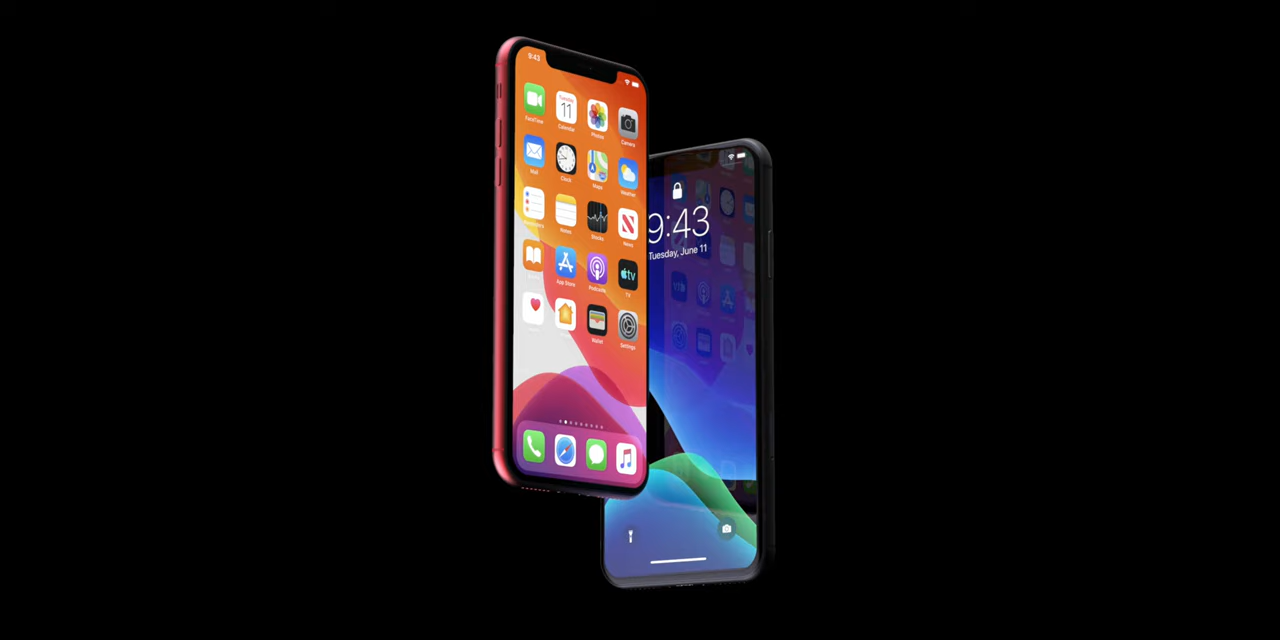 9:43
Tuesday
11
FaceTime
Calendar
Photos
Camera
Mail
Clock
Maps
Weather
Reminders
Notes
Stocks
News
App Store
Podcasts
tv
TV
Wallet
Settings
9:43
Tuesday, June 11